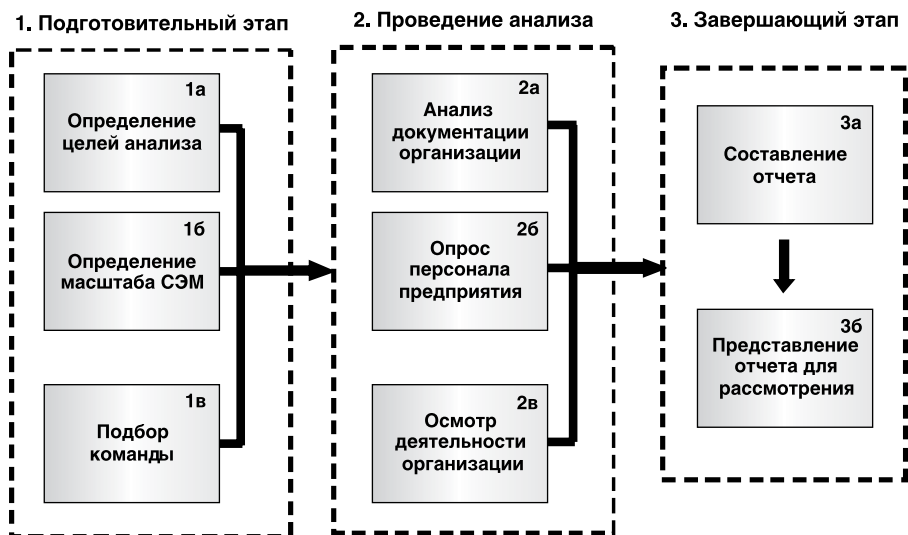 1. Подготовительный этап
1а
Определение
целей анализа
1б
Определение
масштаба СЭМ
1в
Подбор
команды
2. Проведение анализа
2а
Анализ
документации
организации
2б
Опрос
персонала
предприятия
2в
Осмотр
деятельности
организации
3. Завершающий этап
3а
Составление
отчета
3б
Представление
отчета для
рассмотрения